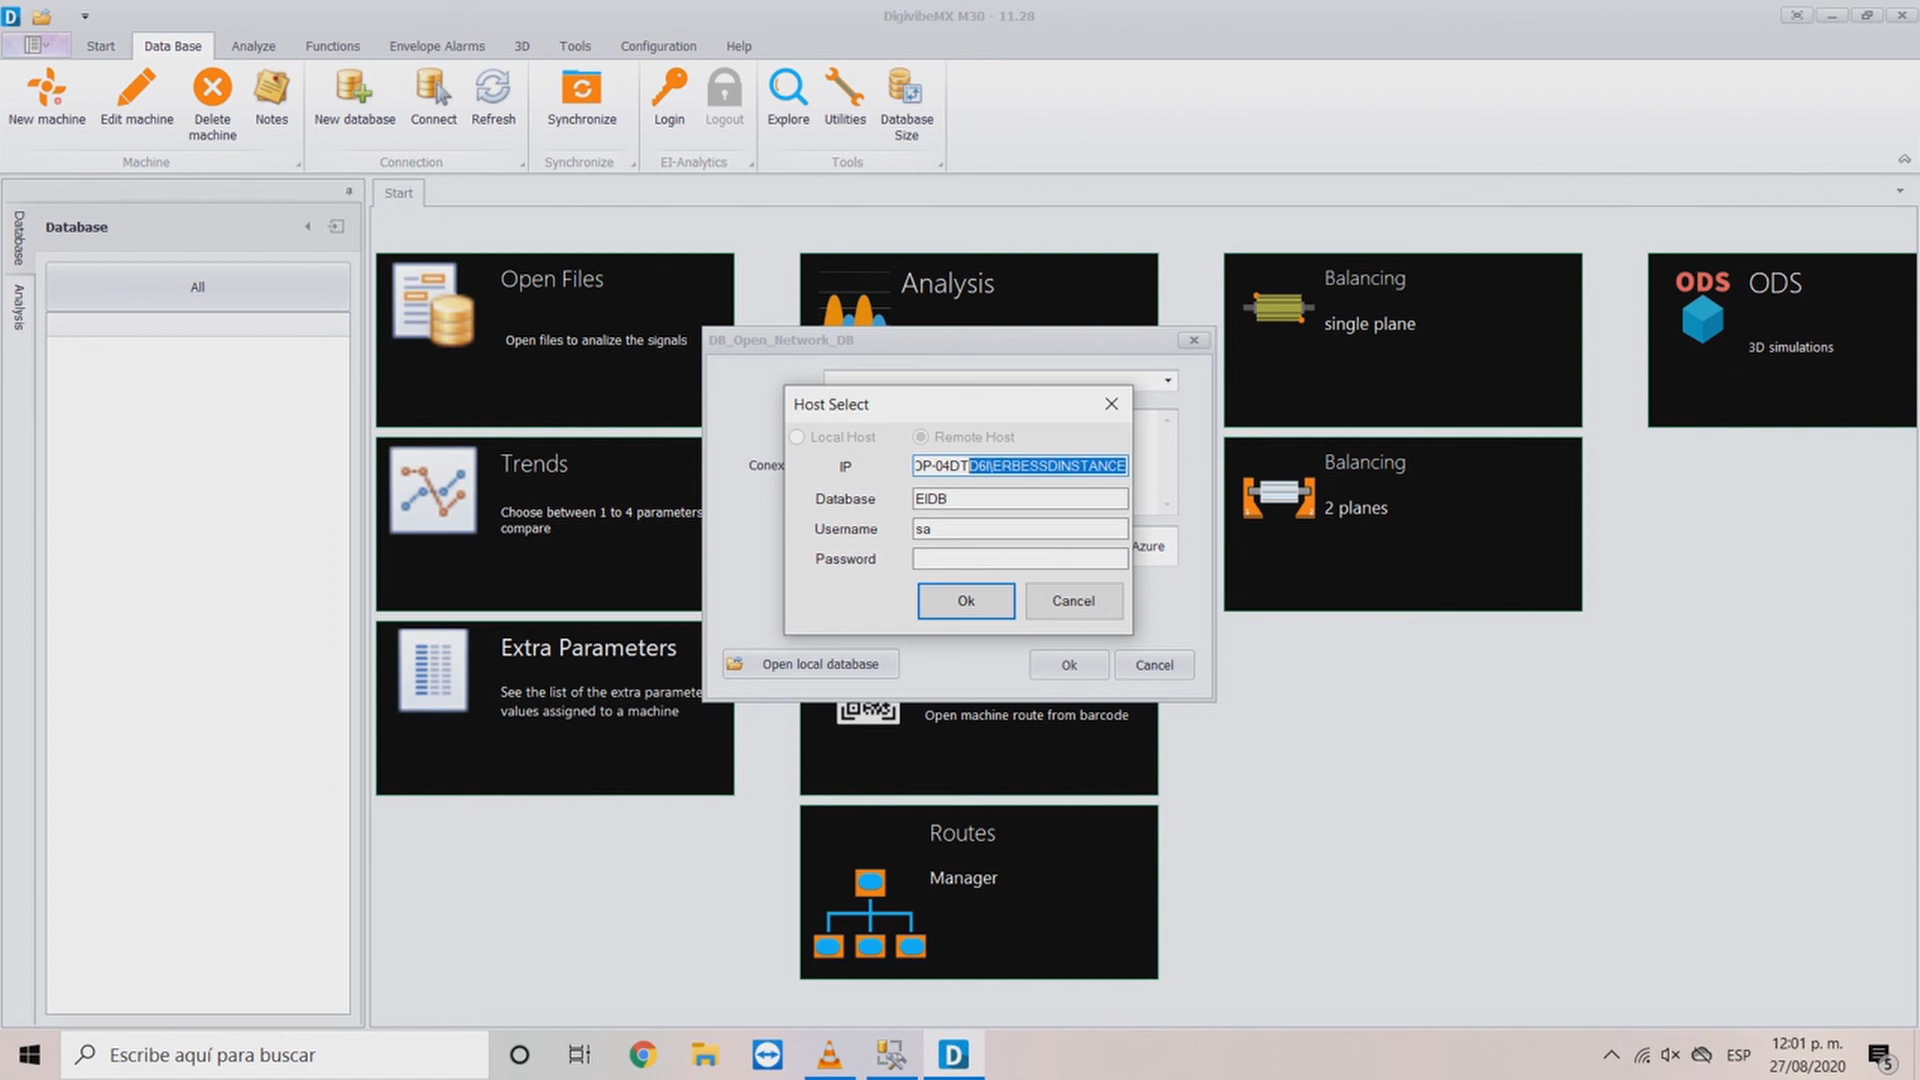 DigivibeMX M30 - 11.28
Start
Data Base
Analyze
Functions
Envelope Alarms
3D
Tools
Configuration
Help
New machine
Edit machine
Delete
machine
Notes
New database
Connect
Refresh
Synchronize
Login
Logout
Explore
Utilities
Database
Size
Machine
Connection
Synchronize
EI-Analytics
Tools
Start
Database
Analysis
Database
All
Open Files
Open files to analize the signals
Analysis
Balancing
single plane
ODS
ODS
3D simulations
Trends
Choose between 1 to 4 parameters
compare
Balancing
2 planes
Extra Parameters
See the list of the extra paramete
values assigned to a machine
Open machine route from barcode
Routes
Manager
DB_Open_Network_DB
Conex
Azure
Open local database
Ok
Cancel
Host Select
Local Host
Remote Host
IP
OP-04DTD6I\ERBESSDINSTANCE
Database
EIDB
Username
sa
Password
Ok
Cancel
Escribe aquí para buscar
ESP
12:01 p. m.
27/08/2020
5